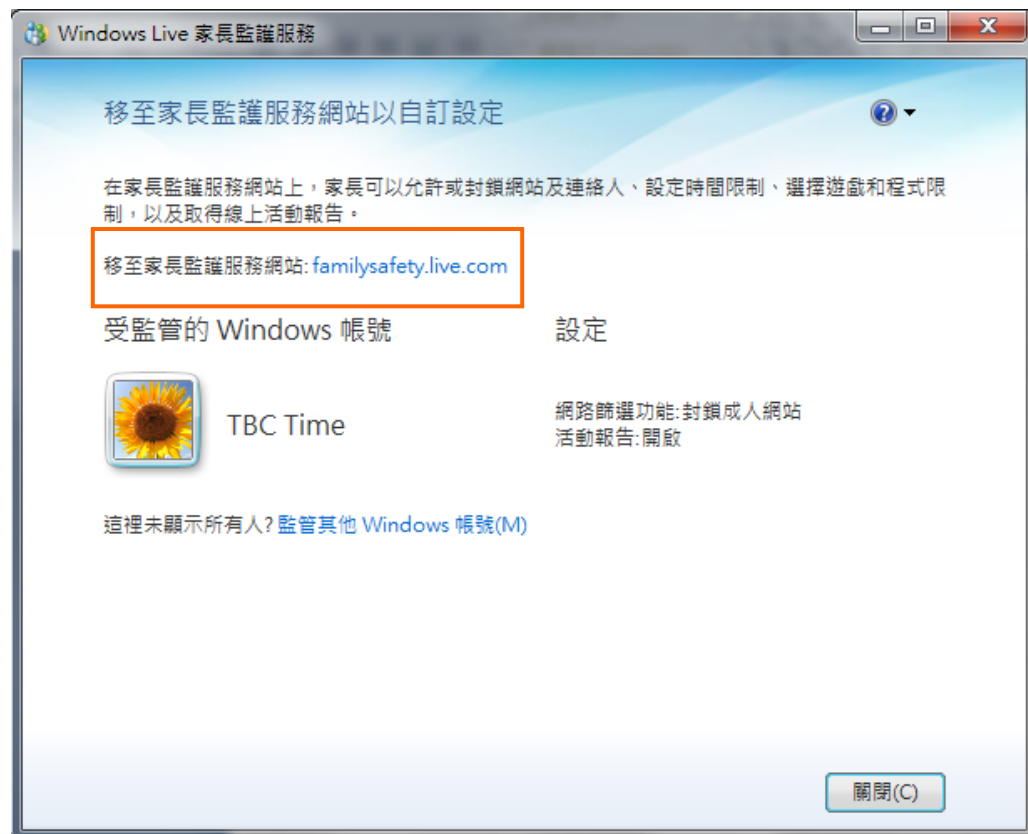 Windows Live 家長監護服務
移至家長監護服務網站以自訂設定
在家長監護服務網站上，家長可以允許或封鎖網站及連絡人、設定時間限制、選擇遊戲和程式限
制，以及取得線上活動報告。
移至家長監護服務網站: familysafety.live.com
受監管的 Windows 帳號
設定
TBC Time
網路篩選功能:封鎖成人網站
活動報告:開啟
這裡未顯示所有人? 監管其他 Windows 帳號(M)
關閉(C)